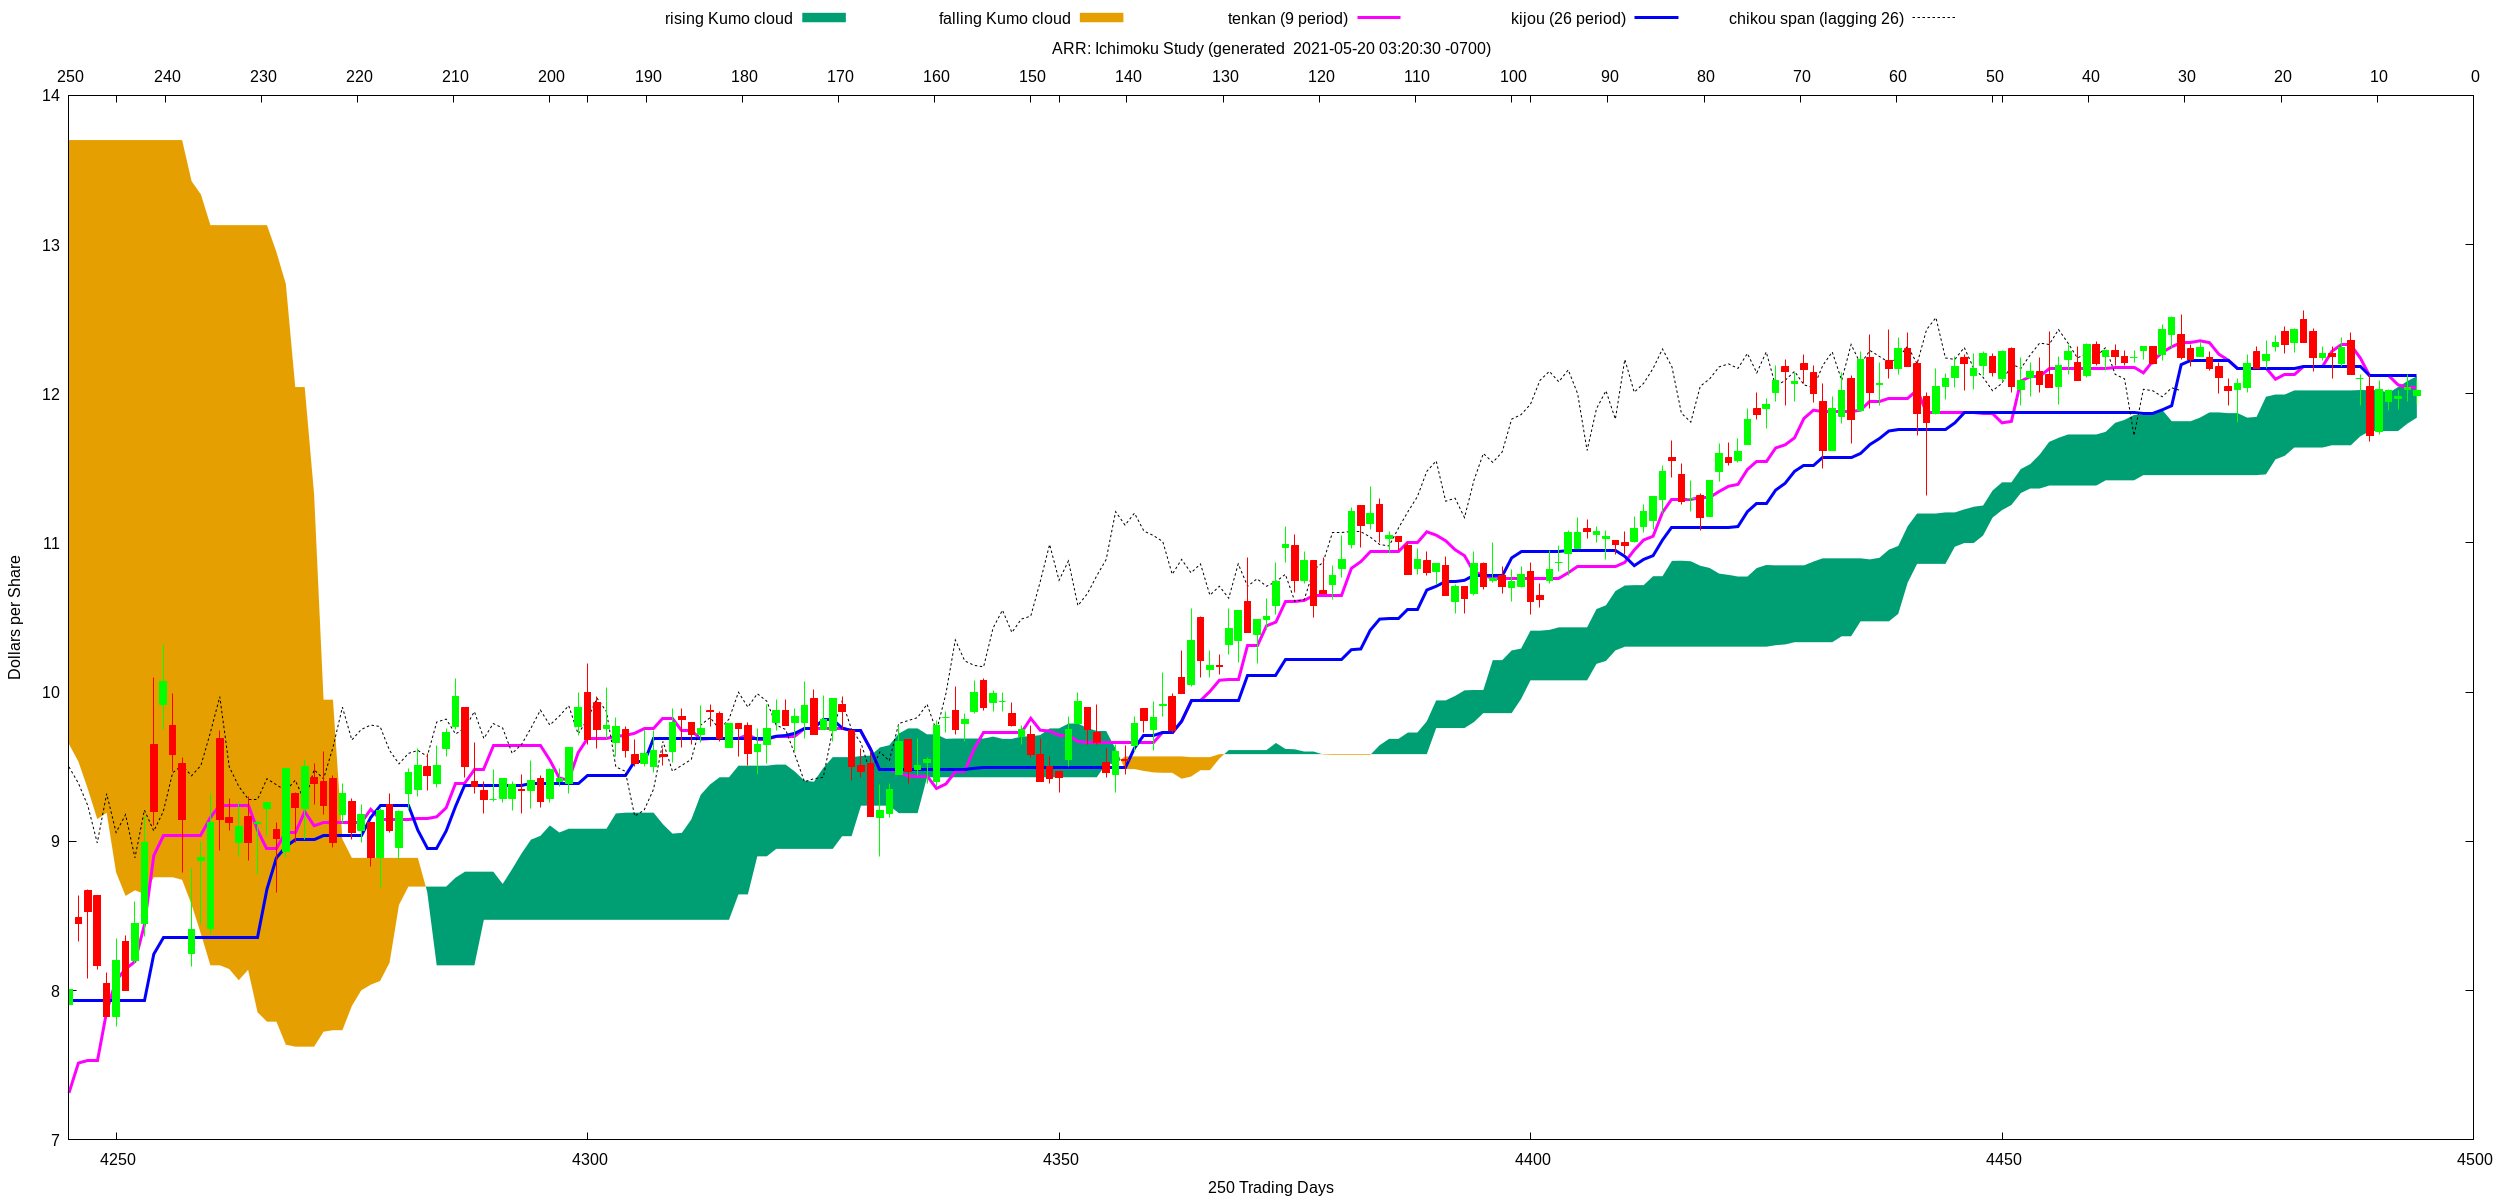 rising Kumo cloud falling Kumo cloud tenkan (9 period) kijou (26 period) chikou span (lagging 26)
ARR: Ichimoku Study (generated  2021-05-20 03:20:30 -0700)
250 240 230 220 210 200 190 180 170 160 150 140 130 120 110 100 90 80 70 60 50 40 30 20 10 0
14
13
12
11
10
9
8
7
Dollars per Share
4250 4300 4350 4400 4450 4500
250 Trading Days